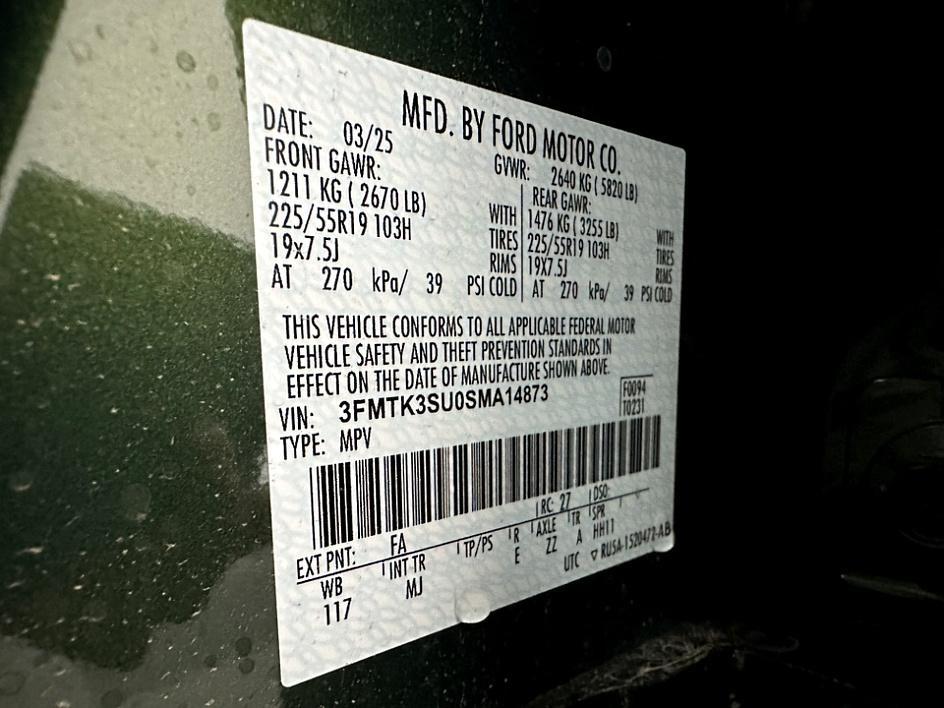 MFD. BY FORD MOTOR CO.
DATE: 03/25 GVWR: 2640 KG ( 5820 LB)
FRONT GAWR: REAR GAWR:
1211 KG ( 2670 LB) WITH 1476 KG ( 3255 LB) WITH
225/55R19 103H TIRES 225/55R19 103H TIRES
19x7.5J RIMS 19X7.5J RIMS
AT 270 kPa/ 39 PSI COLD AT 270 kPa/ 39 PSI COLD
THIS VEHICLE CONFORMS TO ALL APPLICABLE FEDERAL MOTOR
VEHICLE SAFETY AND THEFT PREVENTION STANDARDS IN
EFFECT ON THE DATE OF MANUFACTURE SHOWN ABOVE.
VIN: 3FMTK3SU0SMA14873 F0094
TYPE: MPV T0231
EXT PNT: FA RC: 27 DSO:
WB INT TR TP/PS R AXLE TR SPR
117 MJ E ZZ A HH11
UTC ▽ RU5A-1520472-AB